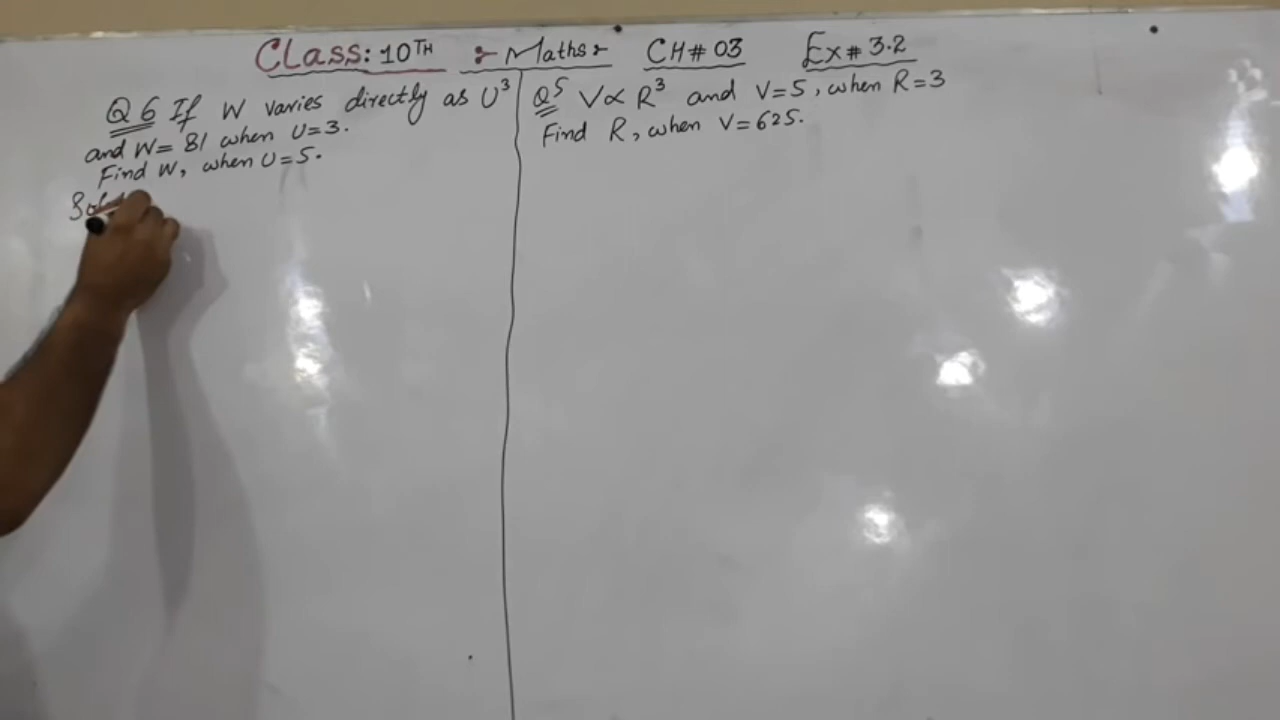 CLASS: 10TH :- Maths:- CH# 03 Ex# 3.2
Q6 If W varies directly as U³
and W= 81 when U=3.
Find W, when U=5.
Q5 V∝ R³ and V=5, when R=3
Find R, when V=625.